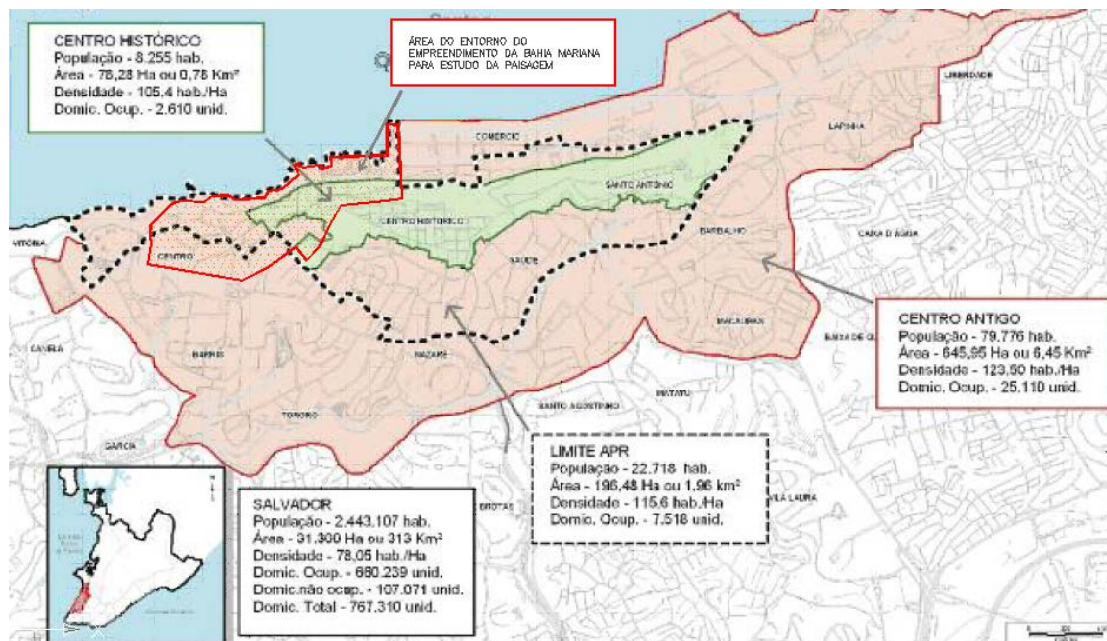 CENTRO HISTÓRICO
População - 8.255 hab.
Área - 78,28 Ha ou 0,78 Km²
Densidade - 105,4 hab./Ha
Domic. Ocup. - 2.610 unid.
ÁREA DO ENTORNO DO
EMPREENDIMENTO DA BAHIA MARIANA
PARA ESTUDO DA PAISAGEM
LIBERDADE
COMÉRCIO
LAPINHA
SANTO ANTÔNIO
CENTRO HISTÓRICO
VITÓRIA
CENTRO
SAÚDE
BARBALHO
CAIXA D'ÁGUA
CANELA
BARRIS
NAZARÉ
MACAÚBAS
BAIXA DE Q
CENTRO ANTIGO
População - 79.776 hab.
Área - 645,95 Ha ou 6,45 Km²
Densidade - 123,50 hab./Ha
Domic. Ocup. - 25.110 unid.
MATATU
SANTO AGOSTINHO
TORORÓ
GARCIA
LIMITE APR
População - 22.718 hab.
Área - 196,48 Ha ou 1,96 km²
Densidade - 115,6 hab./Ha
Domic. Ocup. - 7.518 unid.
BROTAS
VILA LAURA
SALVADOR
População - 2.443.107 hab.
Área - 31.300 Ha ou 313 Km²
Densidade - 78,05 hab./Ha
Domic. Ocup. - 660.239 unid.
Domic.não ocup. - 107.071 unid.
Domic. Total - 767.310 unid.